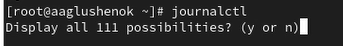 [root@aaglushenok ~]# journalctl
Display all 111 possibilities? (y or n)